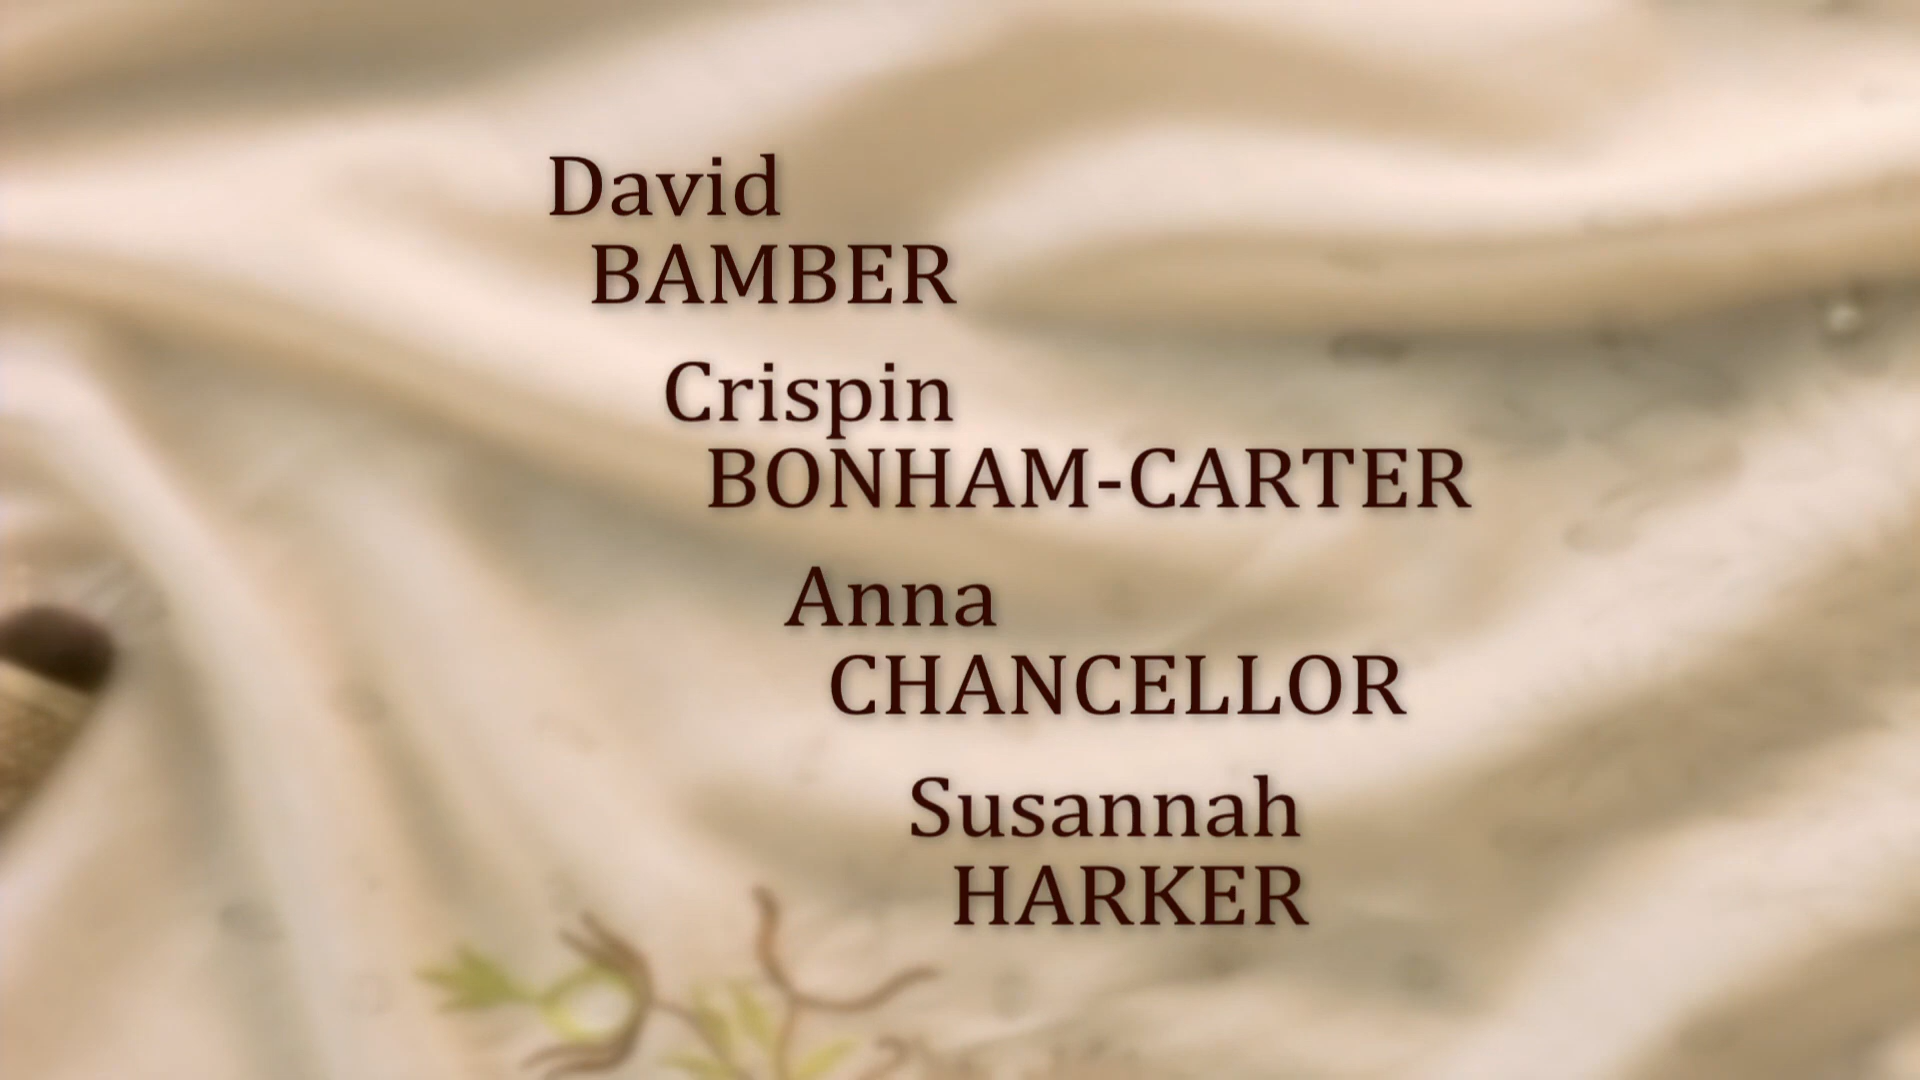 David
BAMBER
Crispin
BONHAM-CARTER
Anna
CHANCELLOR
Susannah
HARKER